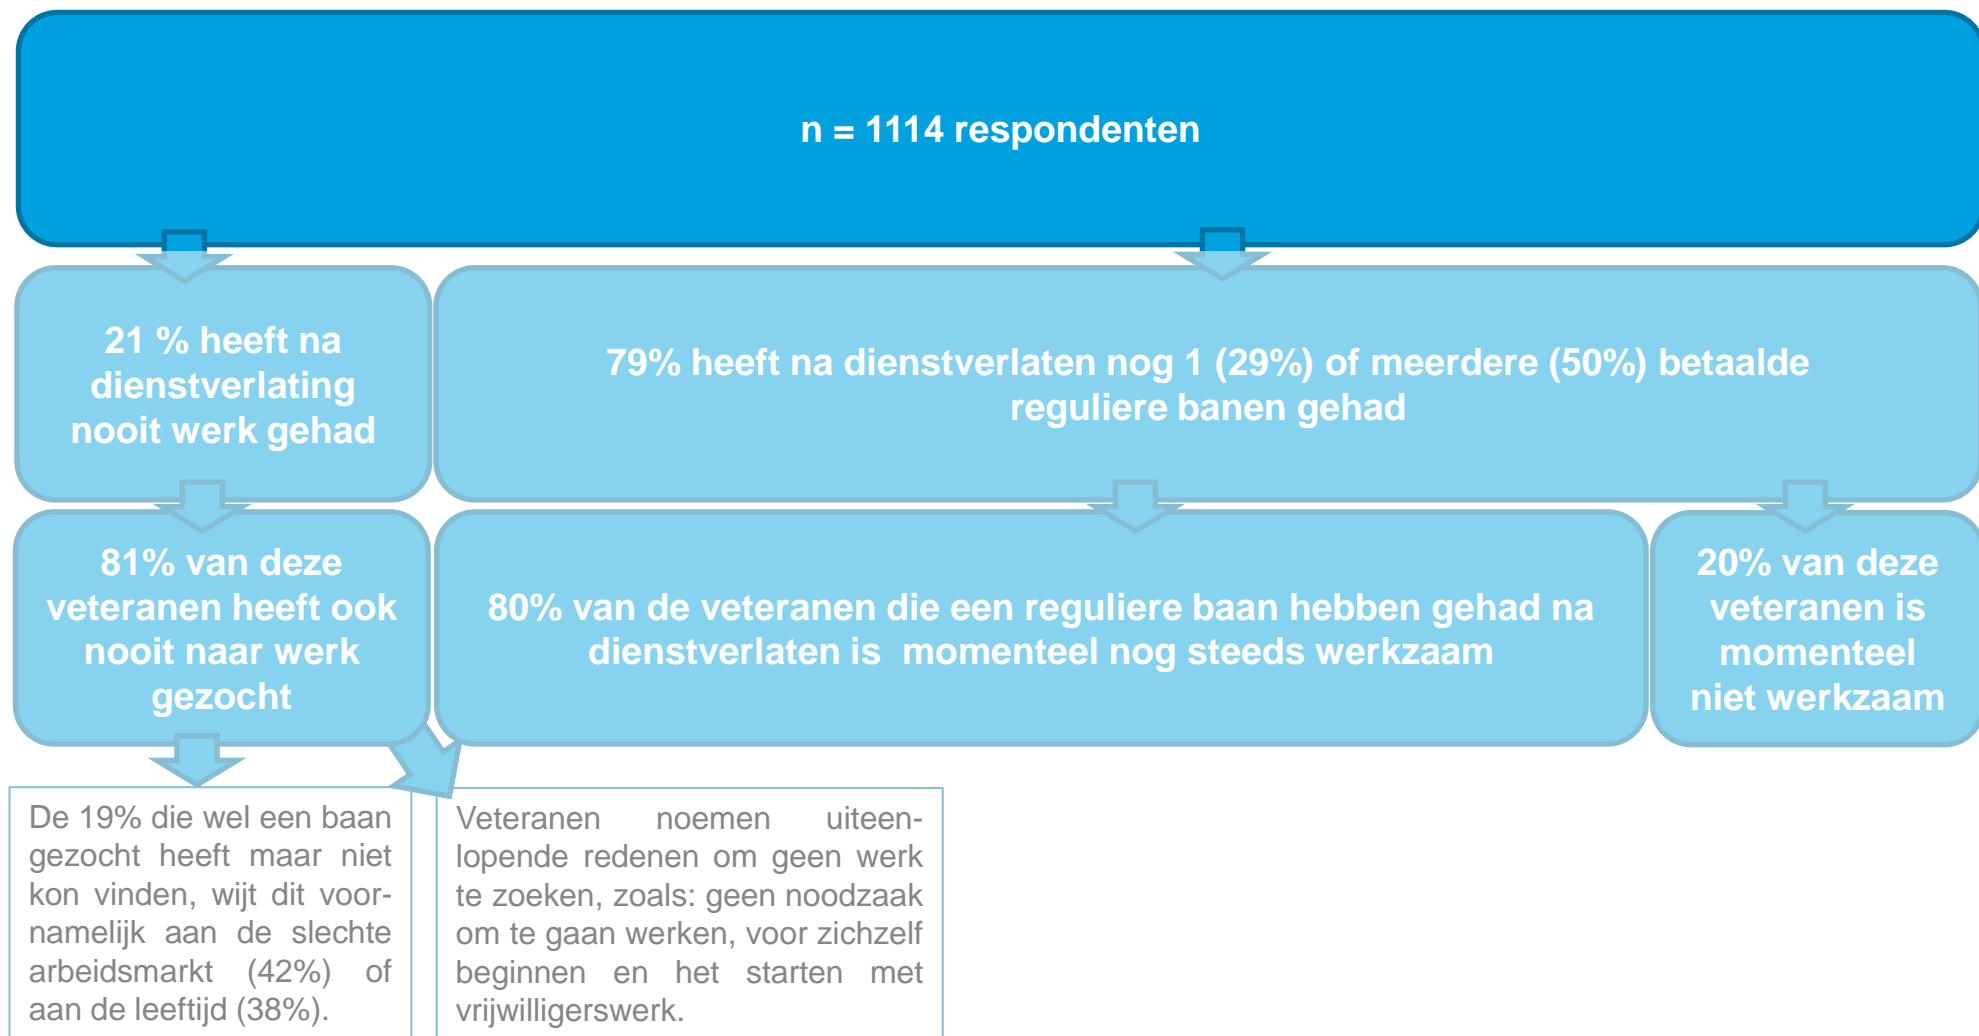 n = 1114 respondenten
21 % heeft na
dienstverlating
nooit werk gehad
79% heeft na dienstverlaten nog 1 (29%) of meerdere (50%) betaalde
reguliere banen gehad
81% van deze
veteranen heeft ook
nooit naar werk
gezocht
80% van de veteranen die een reguliere baan hebben gehad na
dienstverlaten is  momenteel nog steeds werkzaam
20% van deze
veteranen is
momenteel
niet werkzaam
De 19% die wel een baan
gezocht heeft maar niet
kon vinden, wijt dit voor-
namelijk aan de slechte
arbeidsmarkt (42%) of
aan de leeftijd (38%).
Veteranen noemen uiteen-
lopende redenen om geen werk
te zoeken, zoals: geen noodzaak
om te gaan werken, voor zichzelf
beginnen en het starten met
vrijwilligerswerk.